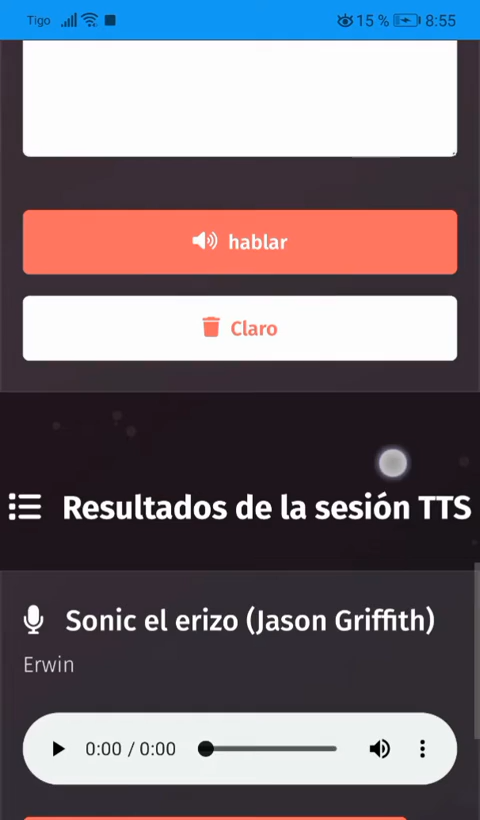 Tigo 15 % 8:55
hablar
Claro
Resultados de la sesión TTS
Sonic el erizo (Jason Griffith)
Erwin
0:00 / 0:00